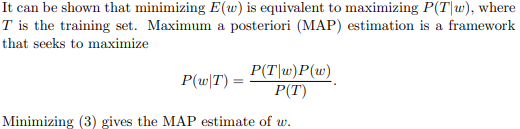 It can be shown that minimizing E(w) is equivalent to maximizing P(T|w), where
T is the training set. Maximum a posteriori (MAP) estimation is a framework
that seeks to maximize
P(w|T) = P(T|w)P(w) / P(T).
Minimizing (3) gives the MAP estimate of w.